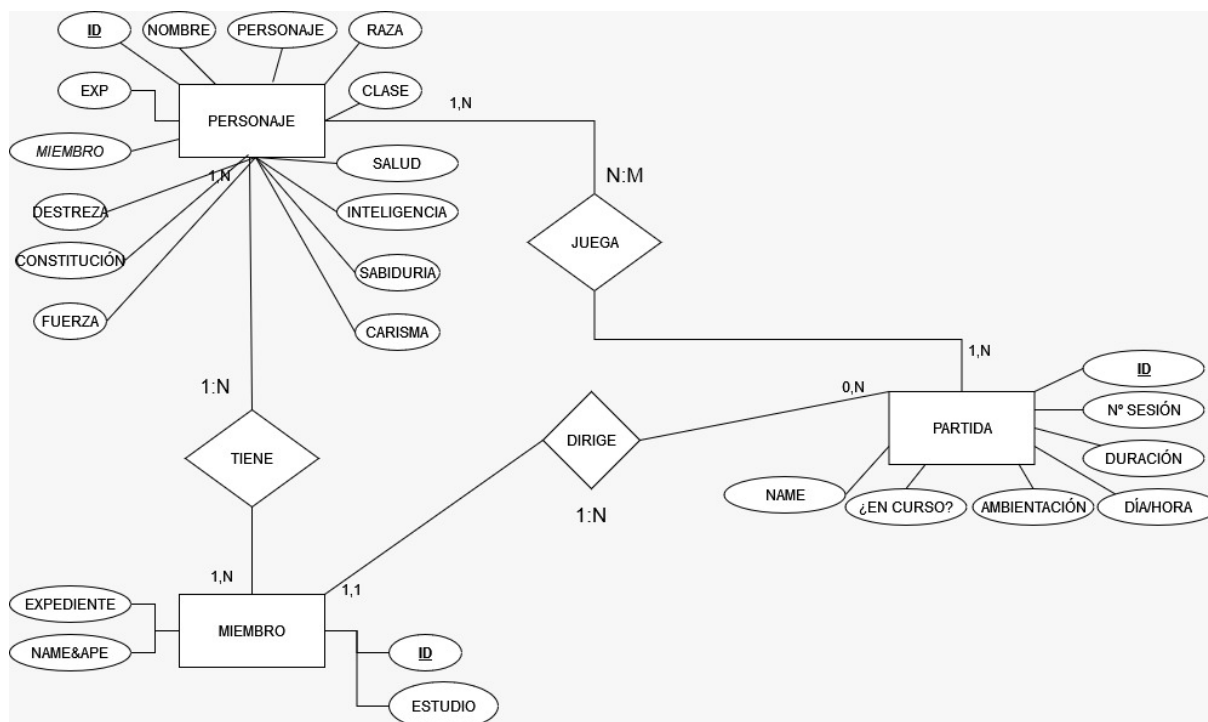 ID
NOMBRE
PERSONAJE
RAZA
EXP
CLASE
PERSONAJE
1,N
MIEMBRO
SALUD
1,N
N:M
DESTREZA
INTELIGENCIA
JUEGA
CONSTITUCIÓN
SABIDURIA
FUERZA
CARISMA
1,N
ID
1:N
0,N
Nº SESIÓN
PARTIDA
DIRIGE
TIENE
DURACIÓN
NAME
¿EN CURSO?
AMBIENTACIÓN
DÍA/HORA
1:N
1,N
1,1
EXPEDIENTE
MIEMBRO
NAME&APE
ID
ESTUDIO